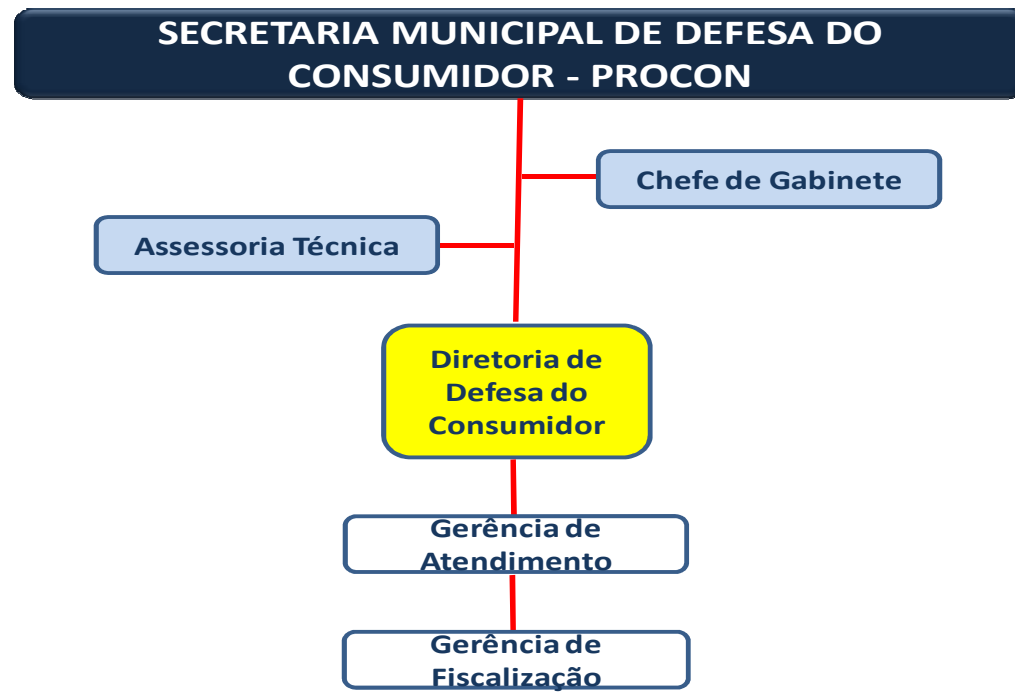 SECRETARIA MUNICIPAL DE DEFESA DO
CONSUMIDOR - PROCON
Chefe de Gabinete
Assessoria Técnica
Diretoria de
Defesa do
Consumidor
Gerência de
Atendimento
Gerência de
Fiscalização